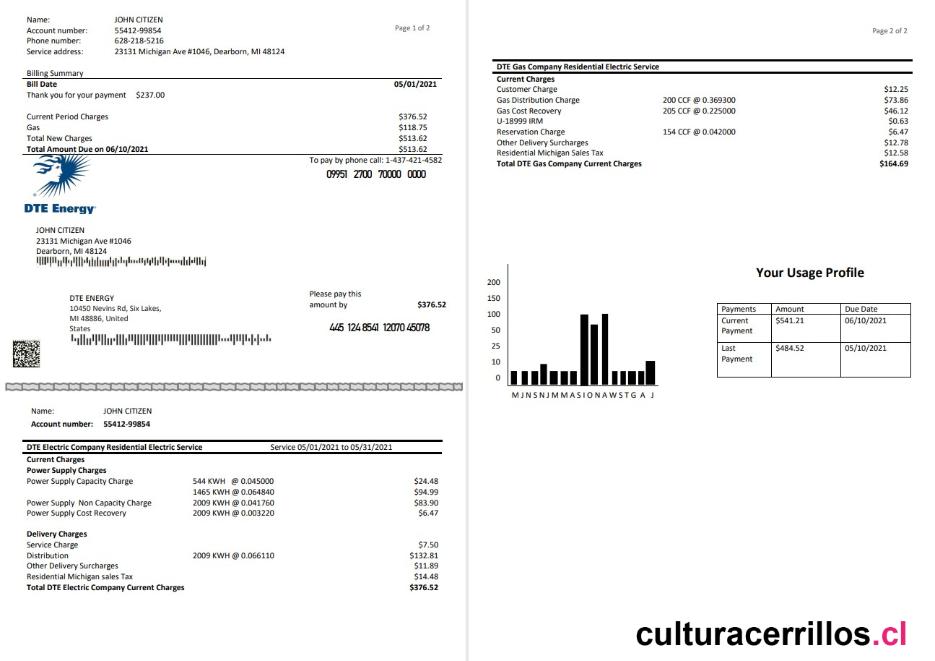 Name: JOHN CITIZEN
Account number: 55412-99854
Phone number: 628-218-5216
Service address: 23131 Michigan Ave #1046, Dearborn, MI 48124
Page 1 of 2
Billing Summary
Bill Date 05/01/2021
Thank you for your payment $237.00
Current Period Charges $376.52
Gas $118.75
Total New Charges $513.62
Total Amount Due on 06/10/2021 $513.62
To pay by phone call: 1-437-421-4582
09951 2700 70000 0000
DTE Energy
JOHN CITIZEN
23131 Michigan Ave #1046
Dearborn, MI 48124
DTE ENERGY
10450 Nevins Rd, Six Lakes,
MI 48886, United
States
Please pay this
amount by $376.52
445 124 8541 12070 45078
Name: JOHN CITIZEN
Account number: 55412-99854
DTE Electric Company Residential Electric Service Service 05/01/2021 to 05/31/2021
Current Charges
Power Supply Charges
Power Supply Capacity Charge 544 KWH @ 0.045000 $24.48
1465 KWH @ 0.064840 $94.99
Power Supply Non Capacity Charge 2009 KWH @ 0.041760 $83.90
Power Supply Cost Recovery 2009 KWH @ 0.003220 $6.47
Delivery Charges
Service Charge $7.50
Distribution 2009 KWH @ 0.066110 $132.81
Other Delivery Surcharges $11.89
Residential Michigan sales Tax $14.48
Total DTE Electric Company Current Charges $376.52
Page 2 of 2
DTE Gas Company Residential Electric Service
Current Charges
Customer Charge $12.25
Gas Distribution Charge 200 CCF @ 0.369300 $73.86
Gas Cost Recovery 205 CCF @ 0.225000 $46.12
U-18999 IRM $0.63
Reservation Charge 154 CCF @ 0.042000 $6.47
Other Delivery Surcharges $12.78
Residential Michigan Sales Tax $12.58
Total DTE Gas Company Current Charges $164.69
200
150
100
50
25
10
0
M J N S N J M M A S I O N A W S T G A J
Your Usage Profile
Payments Amount Due Date
Current Payment $541.21 06/10/2021
Last Payment $484.52 05/10/2021
culturacerrillos.cl